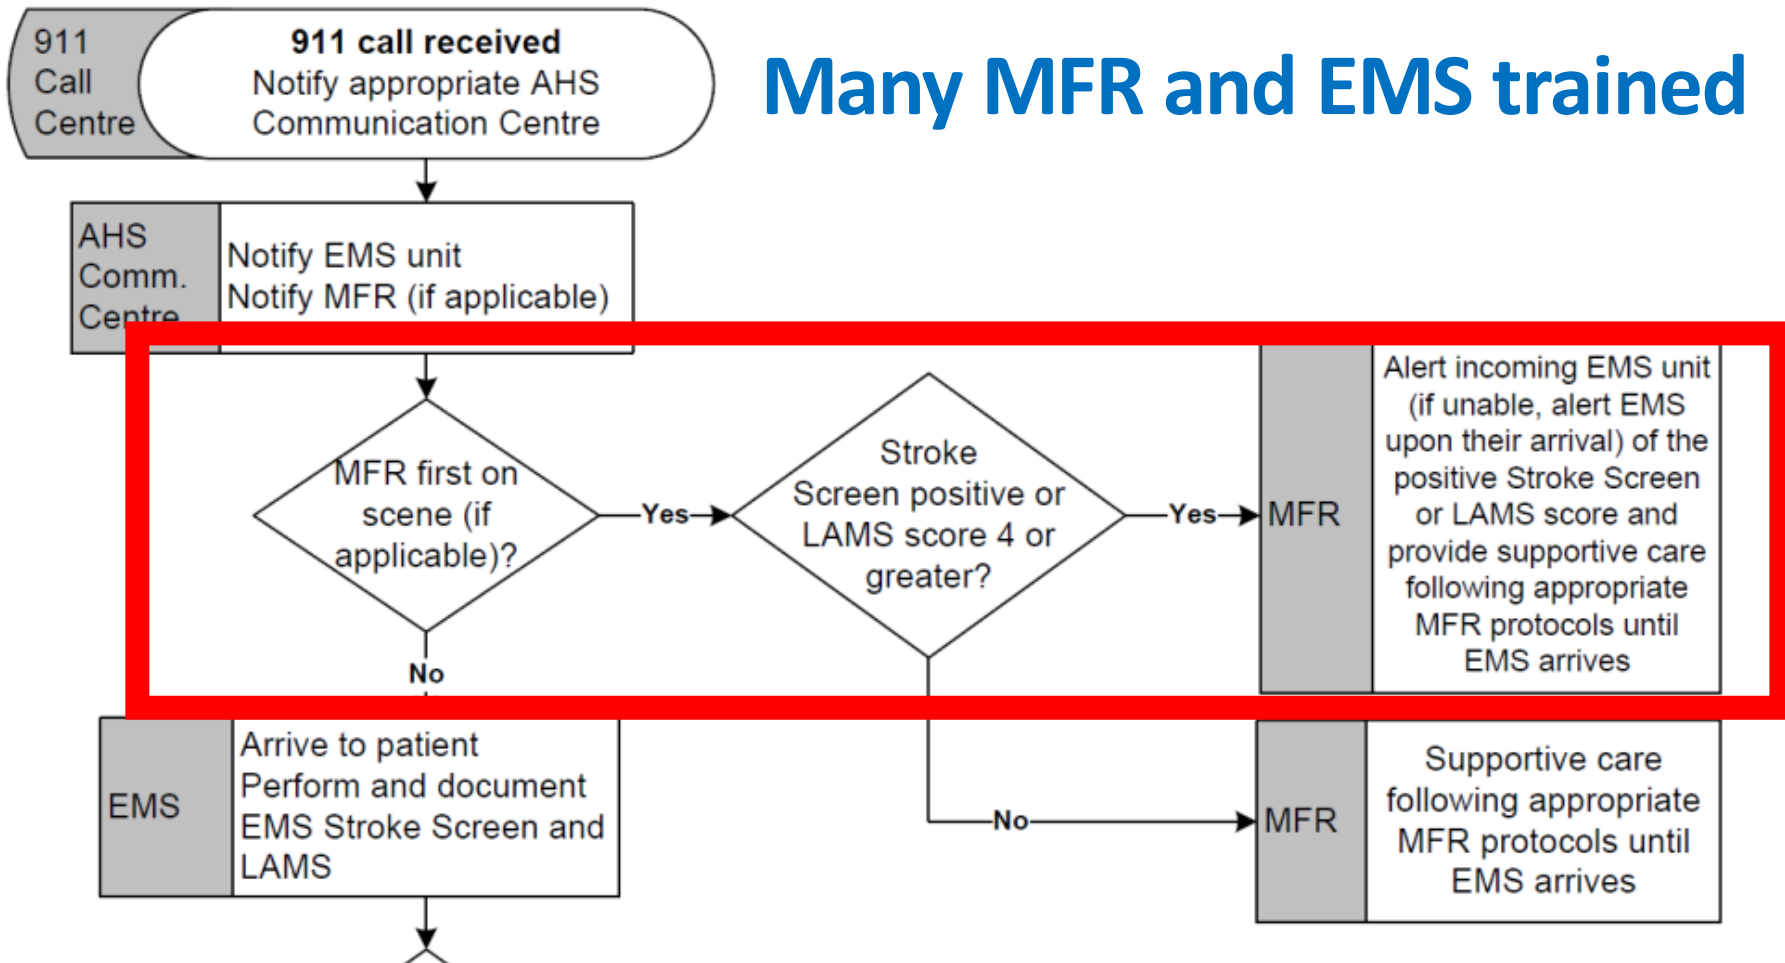 911
Call
Centre
911 call received
Notify appropriate AHS
Communication Centre
Many MFR and EMS trained
AHS
Comm.
Centre
Notify EMS unit
Notify MFR (if applicable)
MFR first on
scene (if
applicable)?
Yes
Stroke
Screen positive or
LAMS score 4 or
greater?
Yes
MFR
Alert incoming EMS unit
(if unable, alert EMS
upon their arrival) of the
positive Stroke Screen
or LAMS score and
provide supportive care
following appropriate
MFR protocols until
EMS arrives
No
EMS
Arrive to patient
Perform and document
EMS Stroke Screen and
LAMS
No
MFR
Supportive care
following appropriate
MFR protocols until
EMS arrives